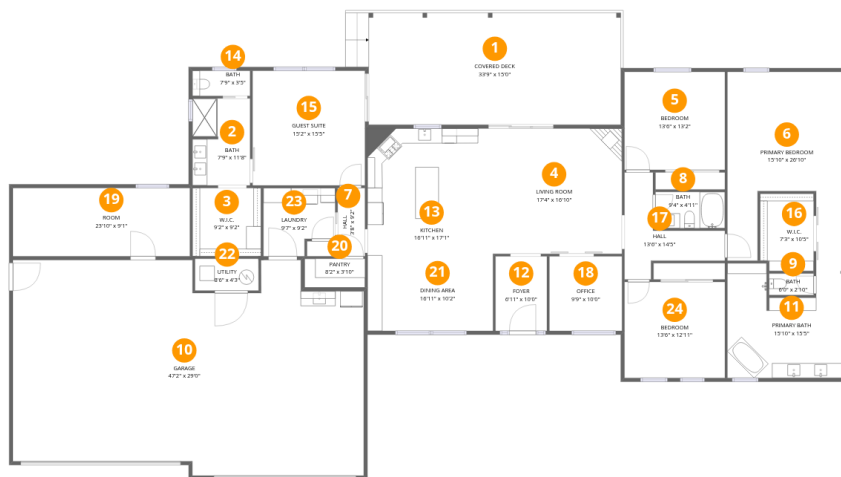 1
COVERED DECK
33'9" x 15'0"
14
BATH
7'9" x 3'5"
15
GUEST SUITE
15'2" x 15'5"
5
BEDROOM
13'6" x 13'2"
2
BATH
7'9" x 11'8"
6
PRIMARY BEDROOM
15'10" x 26'10"
4
LIVING ROOM
17'4" x 16'10"
8
BATH
9'4" x 4'11"
19
ROOM
23'10" x 9'1"
3
W.I.C.
9'2" x 9'2"
23
LAUNDRY
9'7" x 9'2"
7
HALL
3'6" x 9'2"
13
KITCHEN
16'11" x 17'1"
17
HALL
13'6" x 14'5"
16
W.I.C.
7'3" x 10'5"
20
PANTRY
8'2" x 3'10"
22
UTILITY
8'6" x 4'3"
21
DINING AREA
16'11" x 10'2"
12
FOYER
6'11" x 10'0"
18
OFFICE
9'9" x 10'0"
9
BATH
6'0" x 2'10"
24
BEDROOM
13'6" x 12'11"
11
PRIMARY BATH
15'10" x 15'5"
10
GARAGE
47'2" x 29'0"